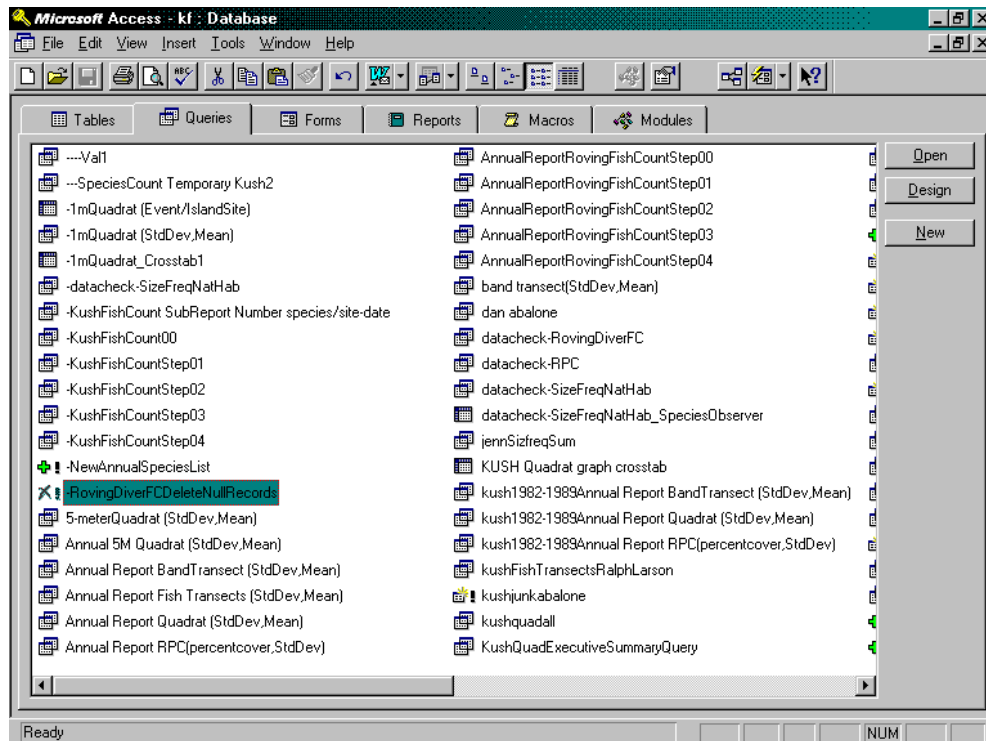 Microsoft Access - kf : Database
File Edit View Insert Tools Window Help
ABC
Tables Queries Forms Reports Macros Modules
----Val1
---SpeciesCount Temporary Kush2
-1mQuadrat (Event/IslandSite)
-1mQuadrat (StdDev,Mean)
-1mQuadrat_Crosstab1
-datacheck-SizeFreqNatHab
-KushFishCount SubReport Number species/site-date
-KushFishCount00
-KushFishCountStep01
-KushFishCountStep02
-KushFishCountStep03
-KushFishCountStep04
-NewAnnualSpeciesList
-RovingDiverFCDeleteNullRecords
5-meterQuadrat (StdDev,Mean)
Annual 5M Quadrat (StdDev,Mean)
Annual Report BandTransect (StdDev,Mean)
Annual Report Fish Transects (StdDev,Mean)
Annual Report Quadrat (StdDev,Mean)
Annual Report RPC(percentcover,StdDev)
AnnualReportRovingFishCountStep00
AnnualReportRovingFishCountStep01
AnnualReportRovingFishCountStep02
AnnualReportRovingFishCountStep03
AnnualReportRovingFishCountStep04
band transect(StdDev,Mean)
dan abalone
datacheck-RovingDiverFC
datacheck-RPC
datacheck-SizeFreqNatHab
datacheck-SizeFreqNatHab_SpeciesObserver
jennSizfreqSum
KUSH Quadrat graph crosstab
kush1982-1989Annual Report BandTransect (StdDev,Mean)
kush1982-1989Annual Report Quadrat (StdDev,Mean)
kush1982-1989Annual Report RPC(percentcover,StdDev)
kushFishTransectsRalphLarson
kushjunkabalone
kushquadall
KushQuadExecutiveSummaryQuery
Open
Design
New
Ready
NUM